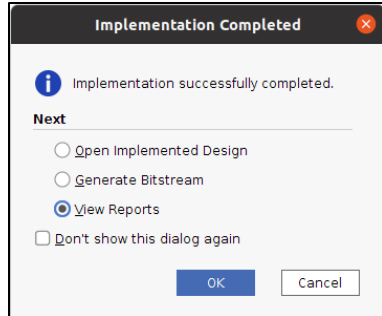 Implementation Completed
Implementation successfully completed.
Next
Open Implemented Design
Generate Bitstream
View Reports
Don't show this dialog again
OK
Cancel